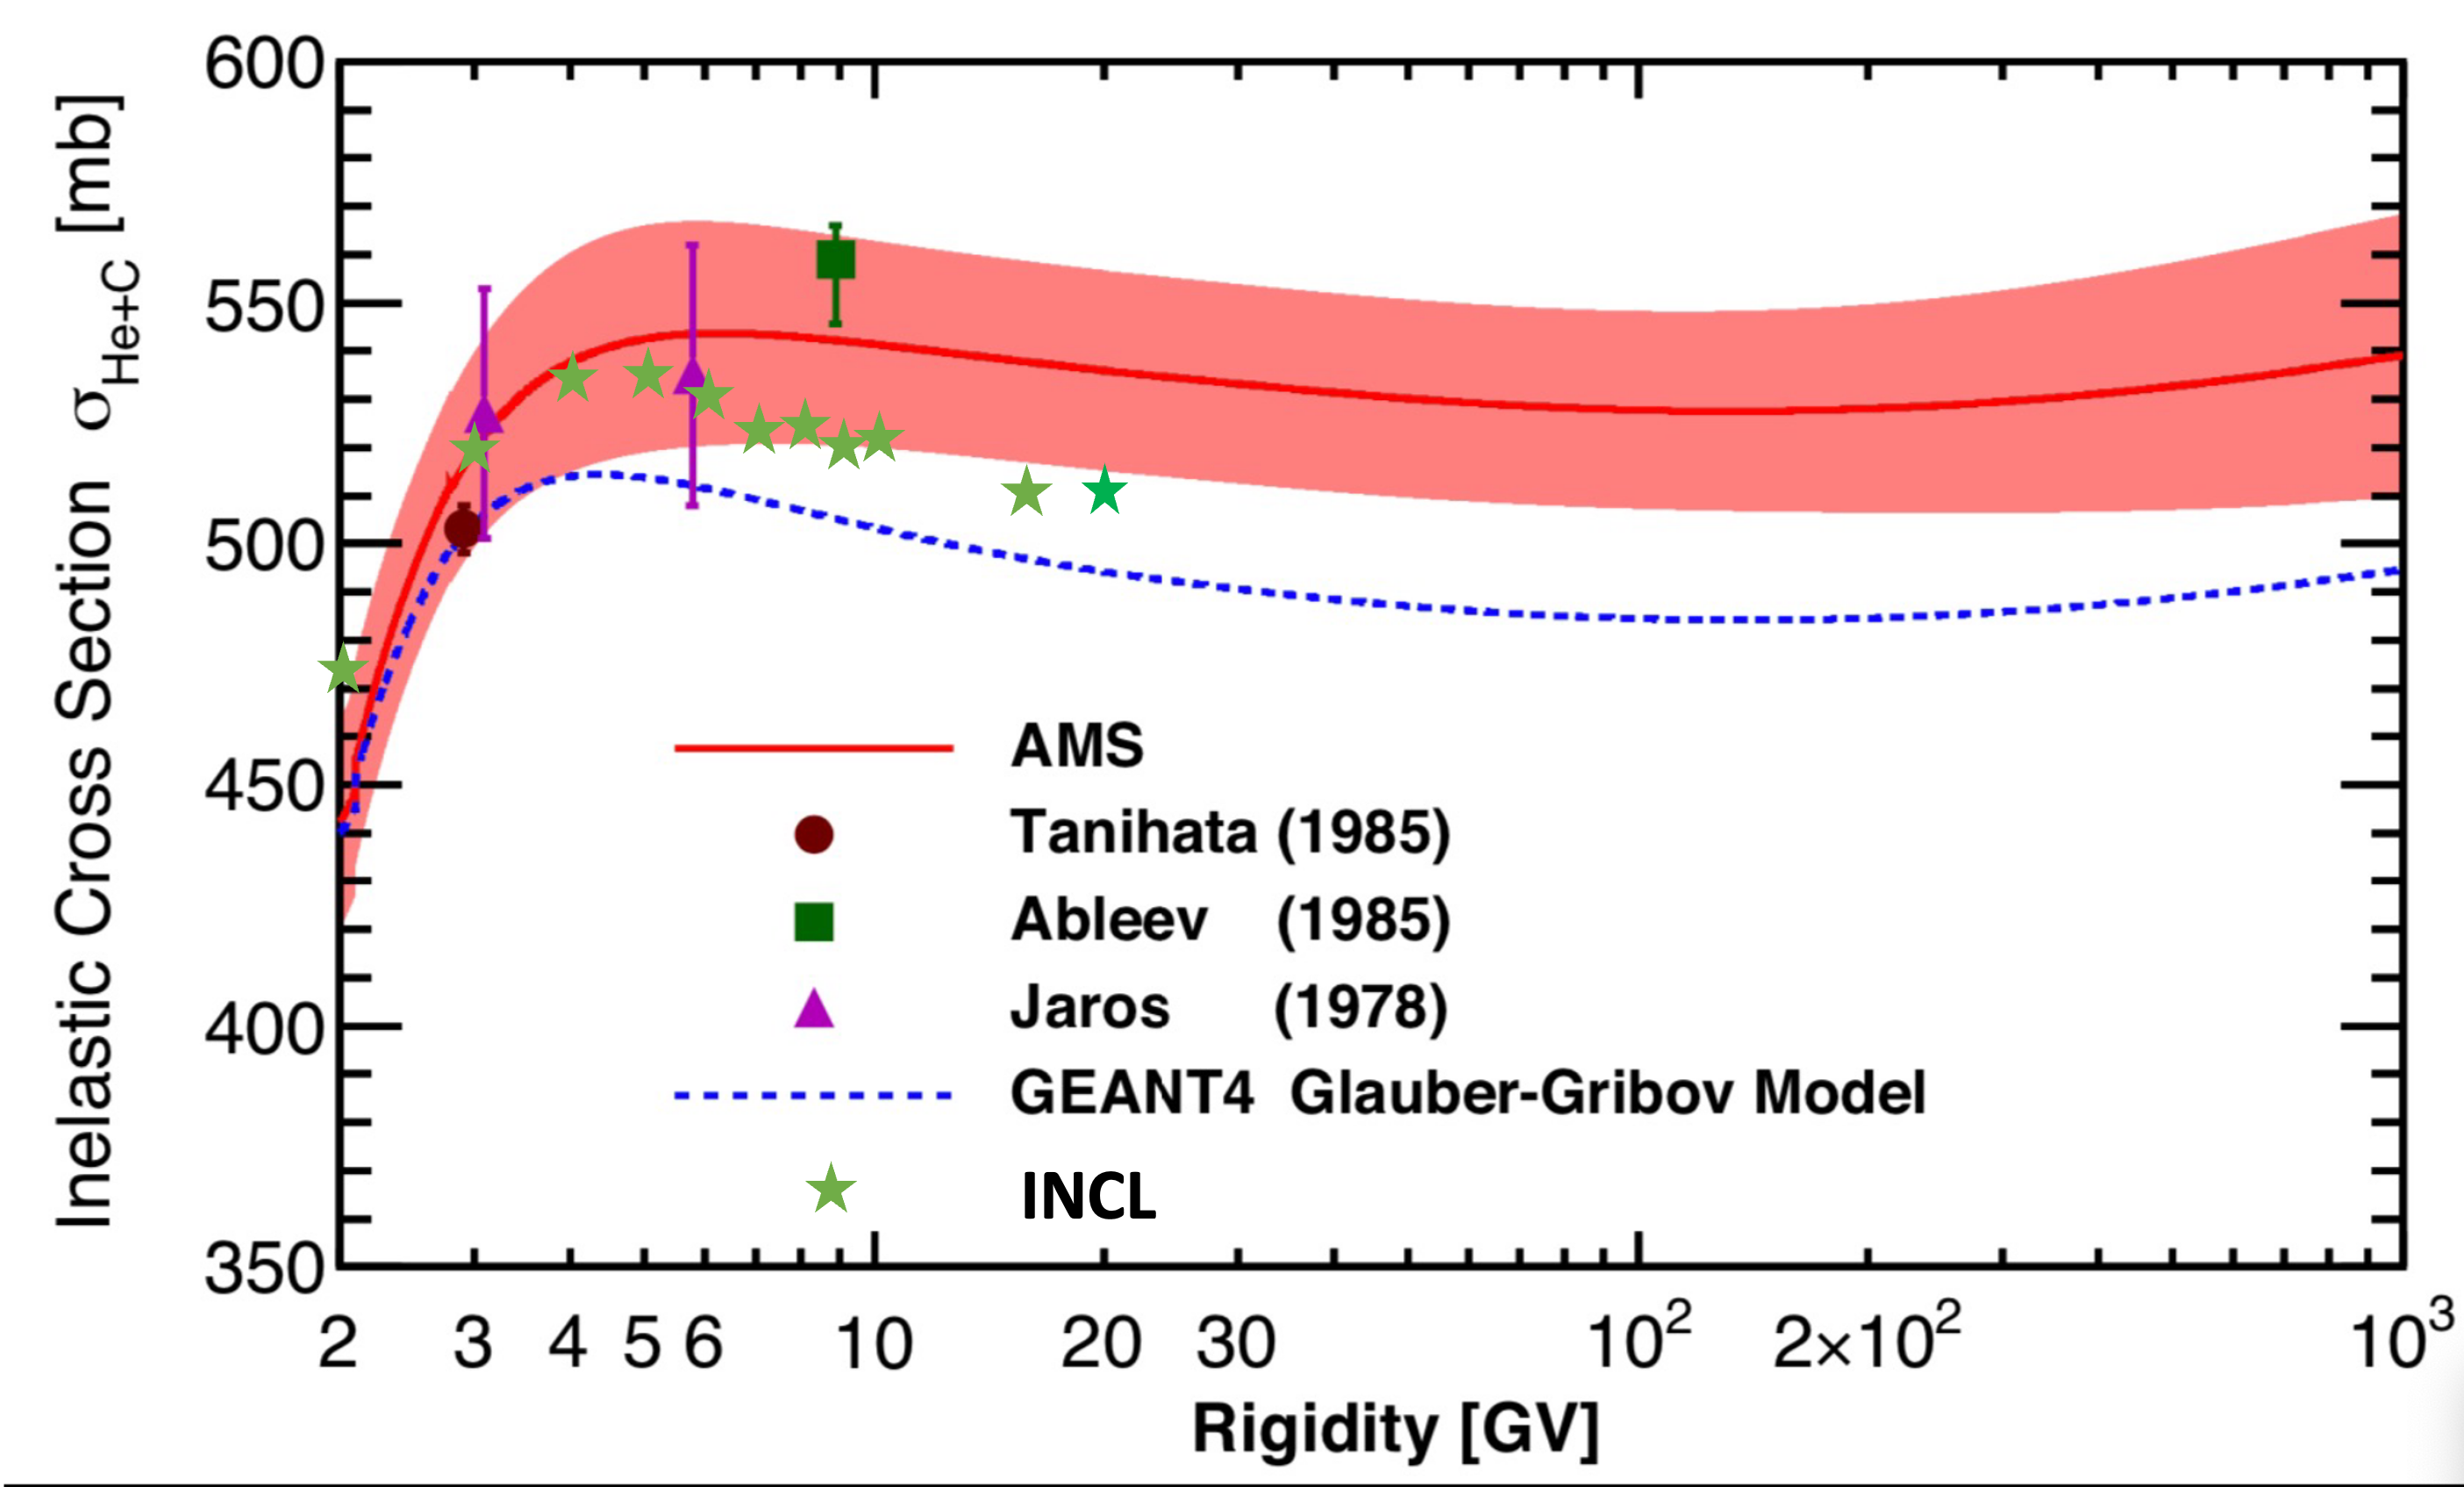 600
550
500
450
400
350
Inelastic Cross Section σHe+C [mb]
AMS
Tanihata (1985)
Ableev (1985)
Jaros (1978)
GEANT4 Glauber-Gribov Model
INCL
2 3 4 5 6 10 20 30 10² 2×10² 10³
Rigidity [GV]